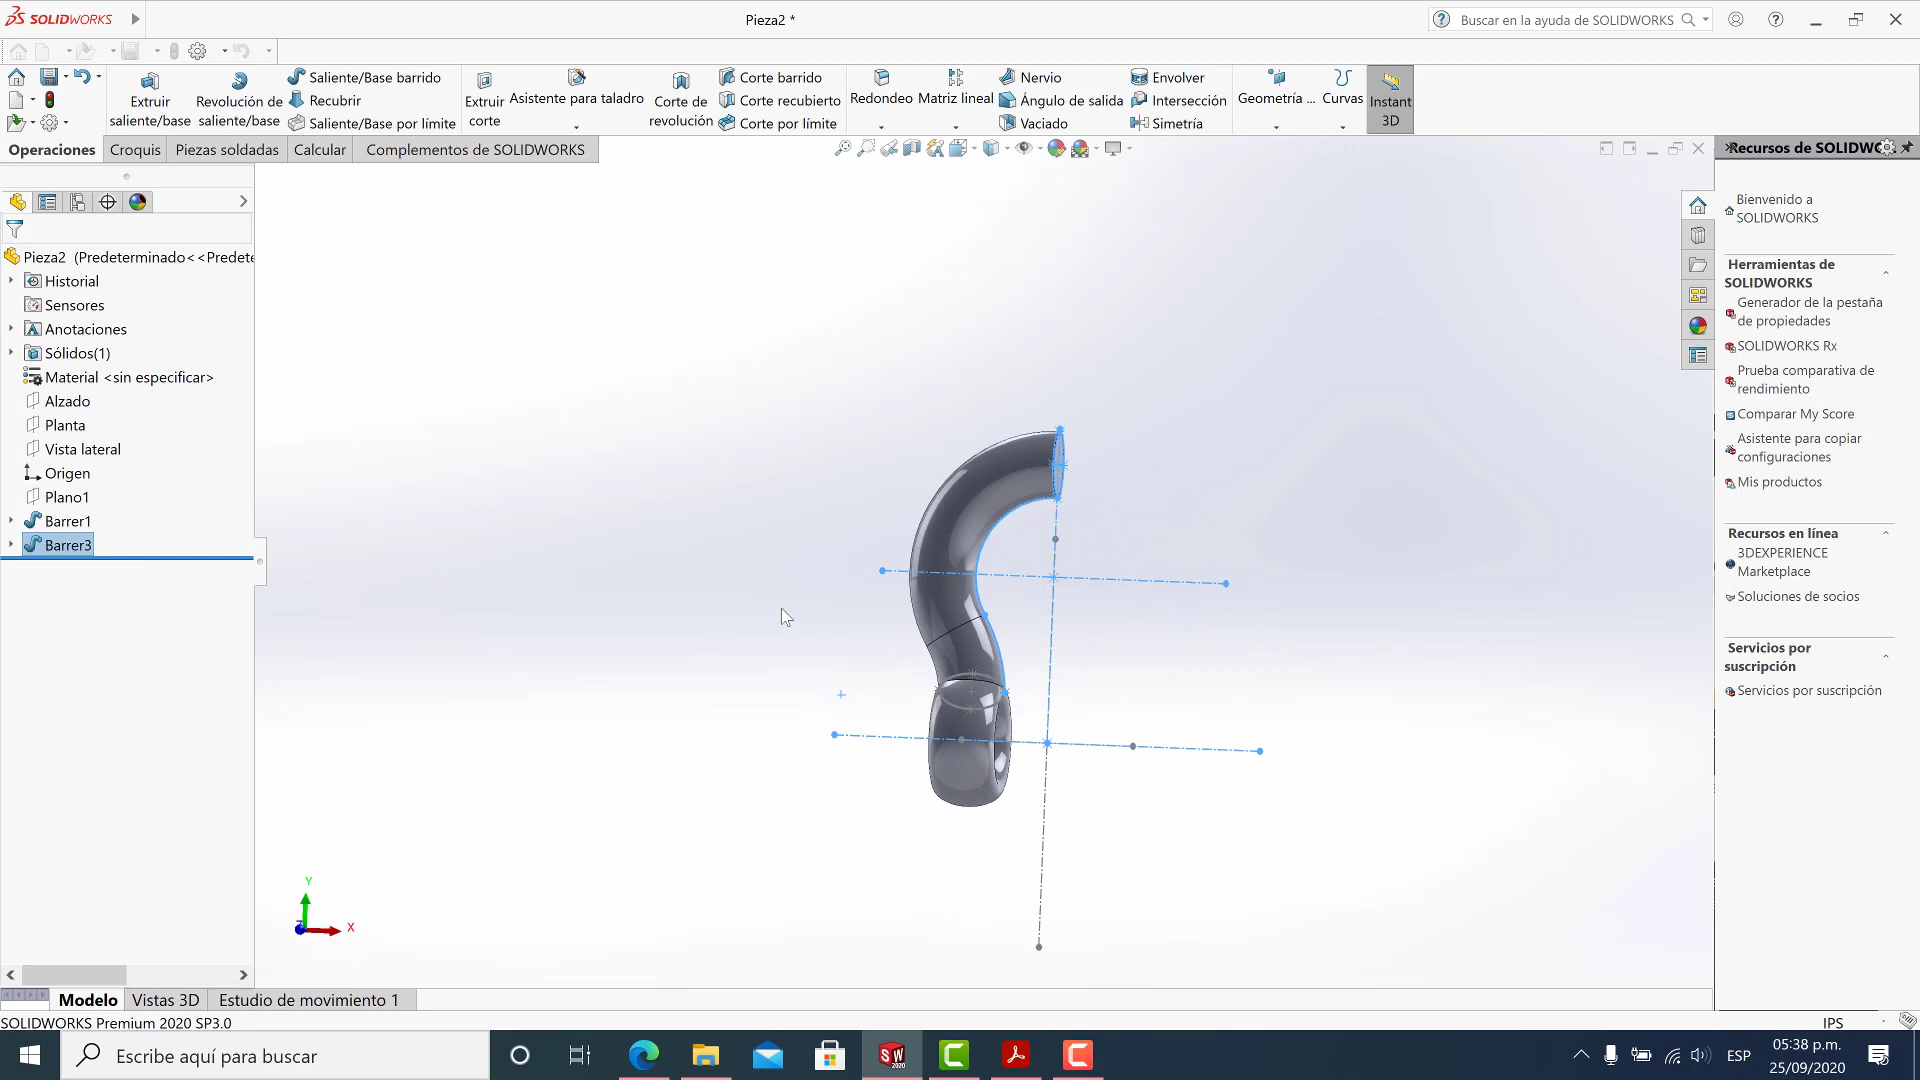 SOLIDWORKS
Pieza2 *
Buscar en la ayuda de SOLIDWORKS
Extruir saliente/base
Revolución de saliente/base
Saliente/Base barrido
Recubrir
Saliente/Base por límite
Extruir corte
Asistente para taladro
Corte de revolución
Corte barrido
Corte recubierto
Corte por límite
Redondeo
Matriz lineal
Nervio
Ángulo de salida
Vaciado
Envolver
Intersección
Simetría
Geometría ...
Curvas
Instant 3D
Operaciones
Croquis
Piezas soldadas
Calcular
Complementos de SOLIDWORKS
Pieza2 (Predeterminado<<Predete
Historial
Sensores
Anotaciones
Sólidos(1)
Material <sin especificar>
Alzado
Planta
Vista lateral
Origen
Plano1
Barrer1
Barrer3
Y
X
Z
Recursos de SOLIDWO
Bienvenido a
SOLIDWORKS
Herramientas de
SOLIDWORKS
Generador de la pestaña
de propiedades
SOLIDWORKS Rx
Prueba comparativa de
rendimiento
Comparar My Score
Asistente para copiar
configuraciones
Mis productos
Recursos en línea
3DEXPERIENCE
Marketplace
Soluciones de socios
Servicios por
suscripción
Servicios por suscripción
Modelo
Vistas 3D
Estudio de movimiento 1
SOLIDWORKS Premium 2020 SP3.0
IPS
Escribe aquí para buscar
SW
2020
ESP
05:38 p.m.
25/09/2020